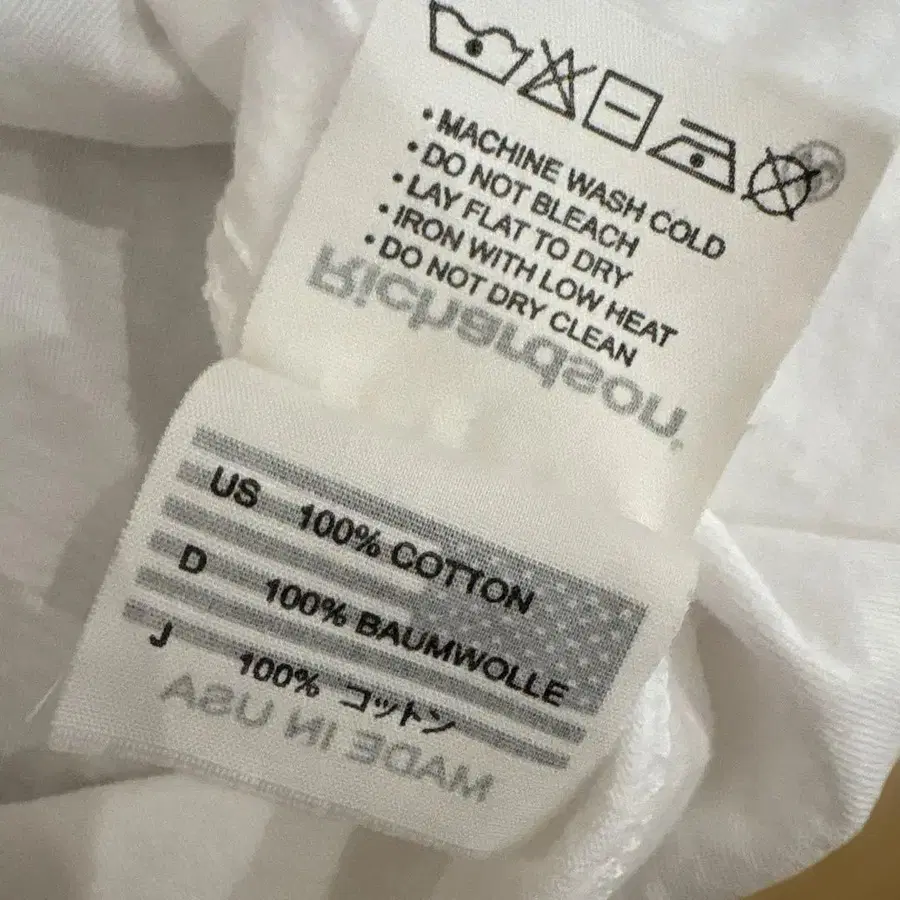 • MACHINE WASH COLD
• DO NOT BLEACH
• LAY FLAT TO DRY
• IRON WITH LOW HEAT
• DO NOT DRY CLEAN
Richardson
US 100% COTTON
D 100% BAUMWOLLE
J 100% コットン
MADE IN USA